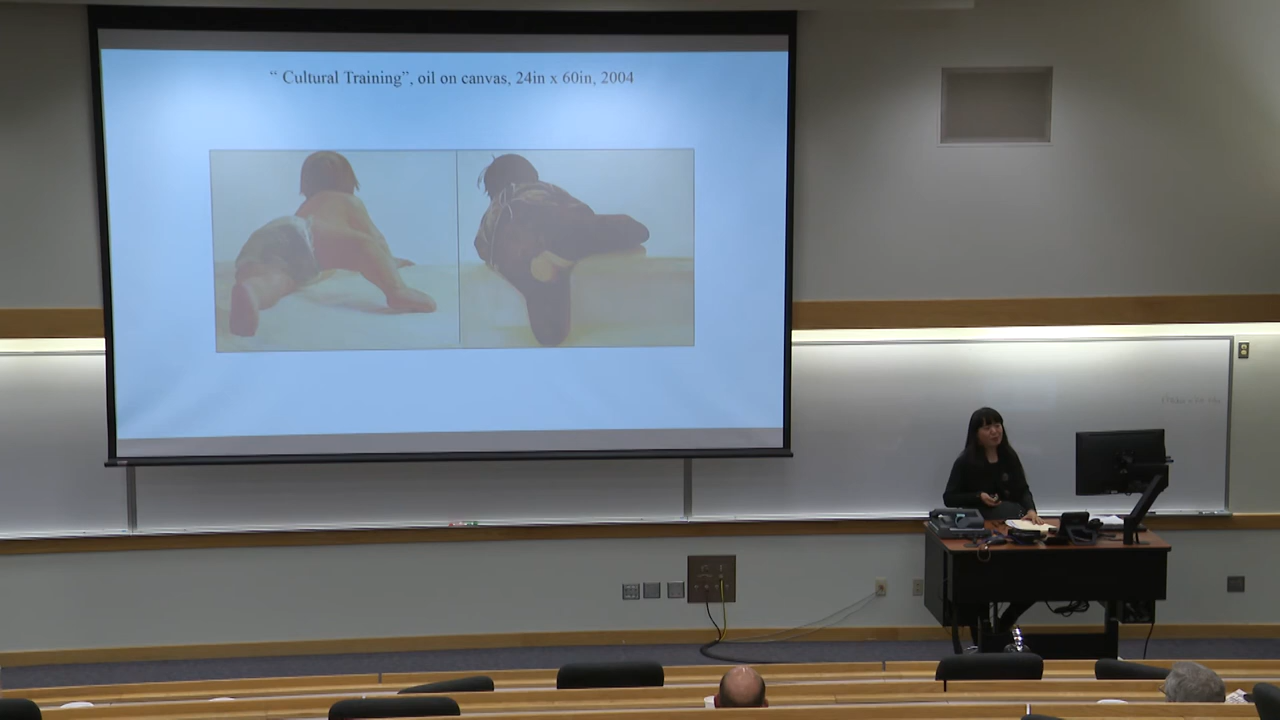 “ Cultural Training”, oil on canvas, 24in x 60in, 2004